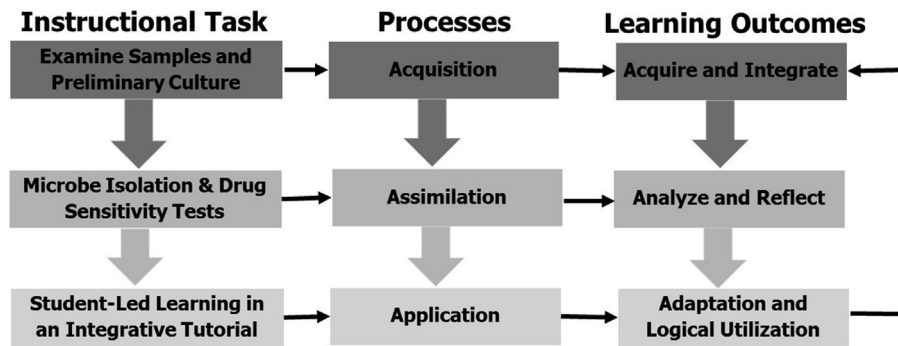 Instructional Task
Processes
Learning Outcomes
Examine Samples and
Preliminary Culture
Acquisition
Acquire and Integrate
Microbe Isolation & Drug
Sensitivity Tests
Assimilation
Analyze and Reflect
Student-Led Learning in
an Integrative Tutorial
Application
Adaptation and
Logical Utilization